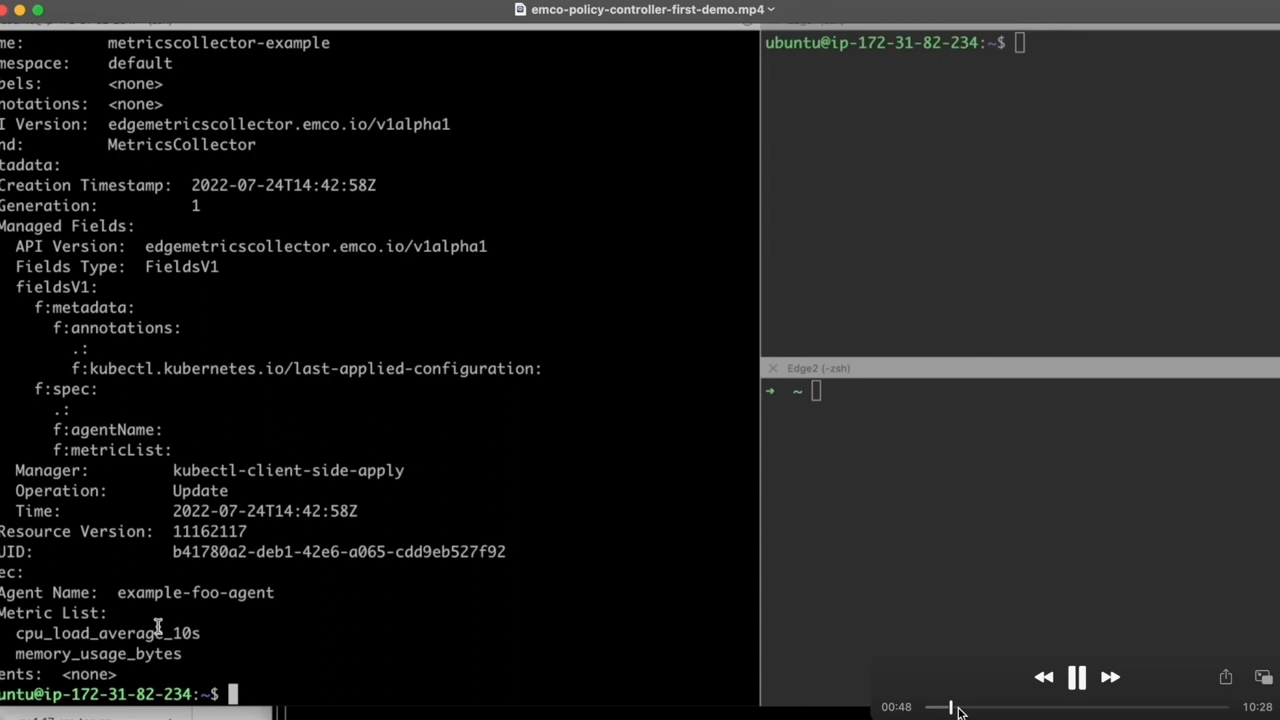 emco-policy-controller-first-demo.mp4
me: metricscollector-example
mespace: default
bels: <none>
notations: <none>
I Version: edgemetricscollector.emco.io/v1alpha1
nd: MetricsCollector
tadata:
Creation Timestamp: 2022-07-24T14:42:58Z
Generation: 1
Managed Fields:
API Version: edgemetricscollector.emco.io/v1alpha1
Fields Type: FieldsV1
fieldsV1:
f:metadata:
f:annotations:
.:
f:kubectl.kubernetes.io/last-applied-configuration:
f:spec:
.:
f:agentName:
f:metricList:
Manager: kubectl-client-side-apply
Operation: Update
Time: 2022-07-24T14:42:58Z
Resource Version: 11162117
UID: b41780a2-deb1-42e6-a065-cdd9eb527f92
ec:
Agent Name: example-foo-agent
Metric List:
cpu_load_average_10s
memory_usage_bytes
ents: <none>
untu@ip-172-31-82-234:~$
ubuntu@ip-172-31-82-234:~$
Edge2 (-zsh)
➜ ~
00:48
10:28